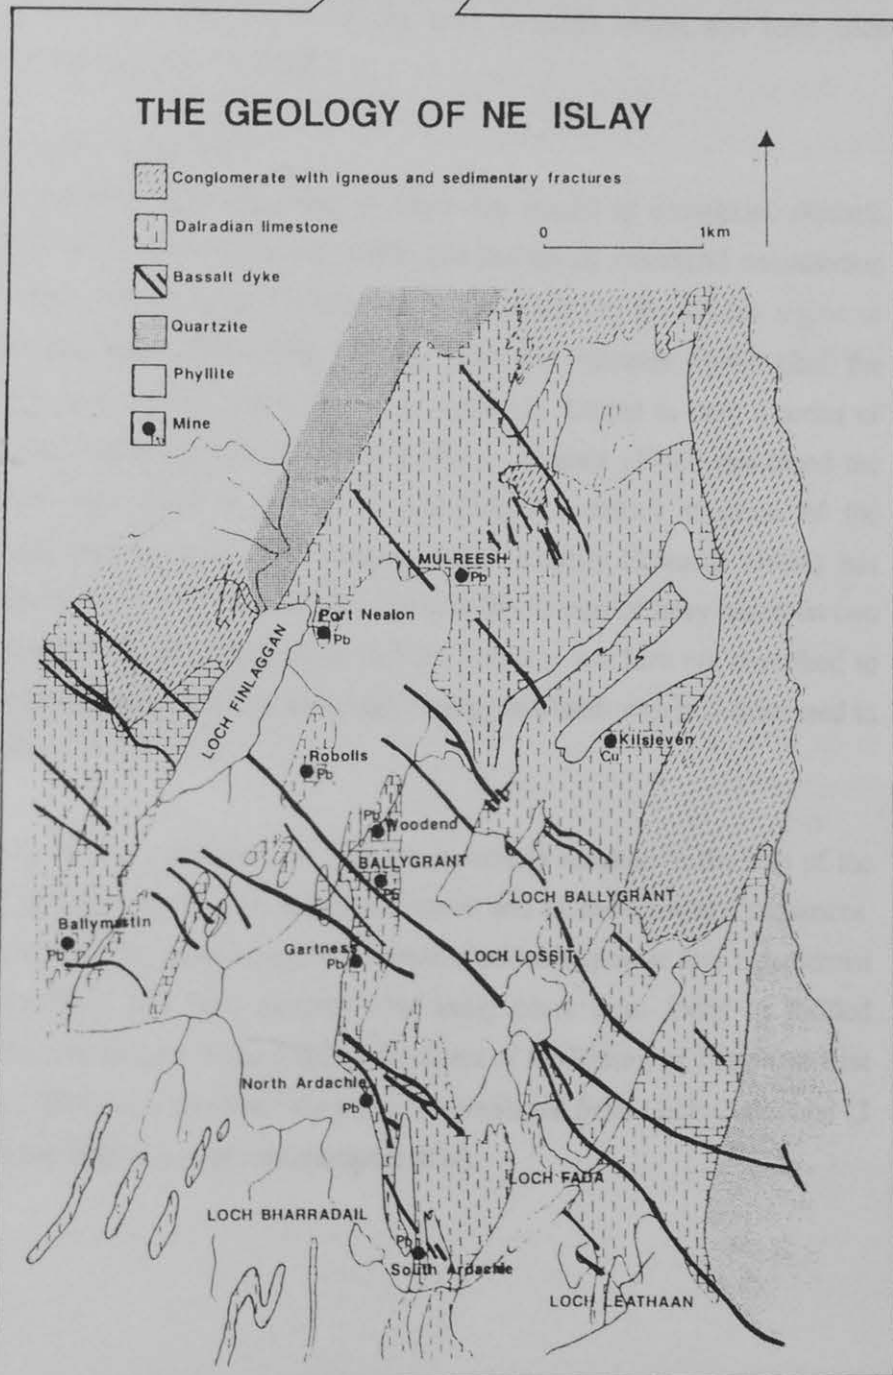 THE GEOLOGY OF NE ISLAY
Conglomerate with igneous and sedimentary fractures
Dalradian limestone
Bassalt dyke
Quartzite
Phyllite
Mine
0 1km
MULREESH
Pb
Port Nealon
Pb
LOCH FINLAGGAN
Kilsleven
Cu
Robolls
Pb
Pb
Woodend
BALLYGRANT
Pb
LOCH BALLYGRANT
Ballymartin
Pb
Gartness
Pb
LOCH LOSSIT
North Ardachie
Pb
LOCH FADA
LOCH BHARRADAIL
Pb
South Ardachie
LOCH LEATHAAN